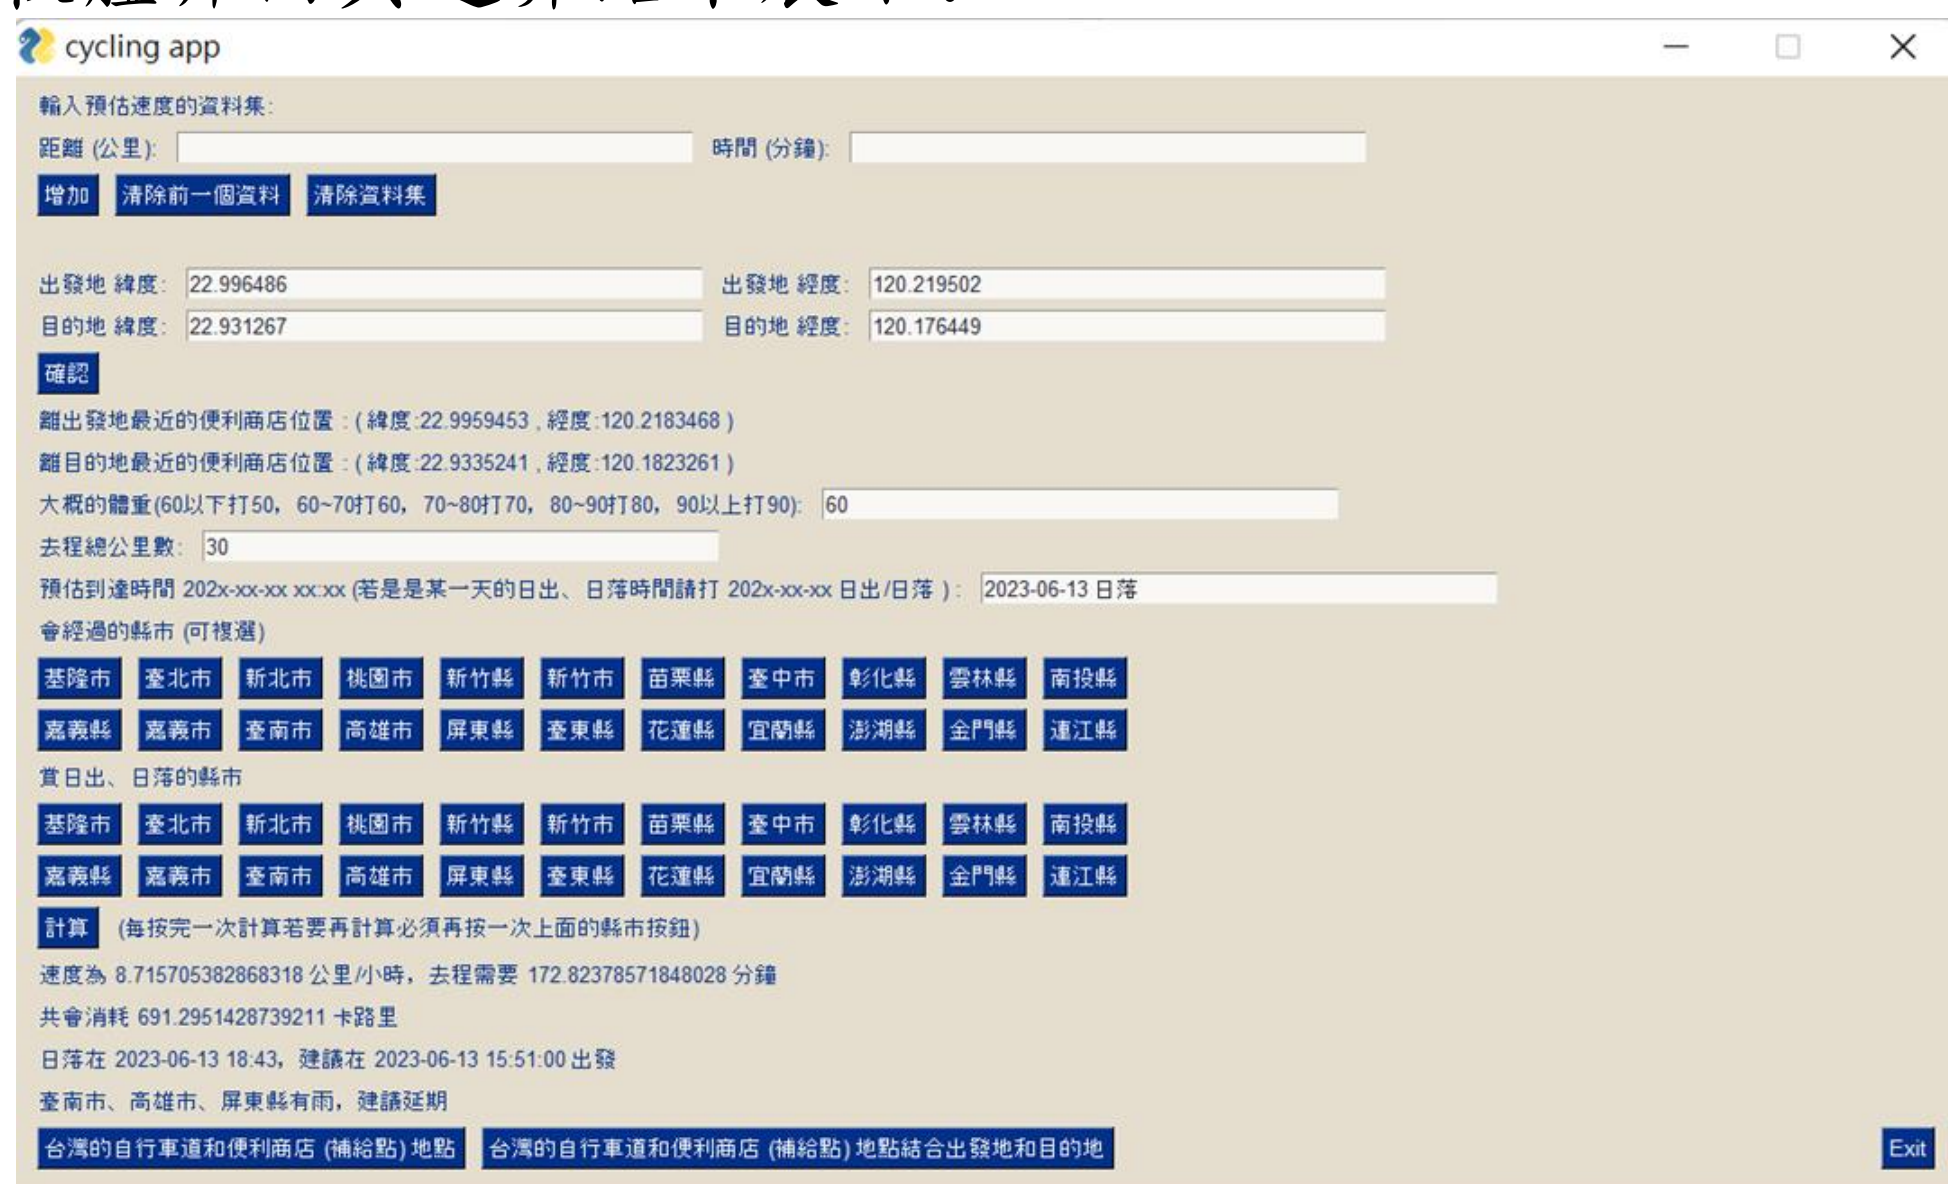 cycling app
輸入預估速度的資料集:
距離 (公里): 時間 (分鐘):
增加 清除前一個資料 清除資料集
出發地 緯度: 22.996486 出發地 經度: 120.219502
目的地 緯度: 22.931267 目的地 經度: 120.176449
確認
離出發地最近的便利商店位置 : ( 緯度:22.9959453 , 經度:120.2183468 )
離目的地最近的便利商店位置 : ( 緯度:22.9335241 , 經度:120.1823261 )
大概的體重(60以下打50，60~70打60，70~80打70，80~90打80，90以上打90): 60
去程總公里數: 30
預估到達時間 202x-xx-xx xx:xx (若是是某一天的日出、日落時間請打 202x-xx-xx 日出/日落 ) : 2023-06-13 日落
會經過的縣市 (可複選)
基隆市 臺北市 新北市 桃園市 新竹縣 新竹市 苗栗縣 臺中市 彰化縣 雲林縣 南投縣
嘉義縣 嘉義市 臺南市 高雄市 屏東縣 臺東縣 花蓮縣 宜蘭縣 澎湖縣 金門縣 連江縣
賞日出、日落的縣市
基隆市 臺北市 新北市 桃園市 新竹縣 新竹市 苗栗縣 臺中市 彰化縣 雲林縣 南投縣
嘉義縣 嘉義市 臺南市 高雄市 屏東縣 臺東縣 花蓮縣 宜蘭縣 澎湖縣 金門縣 連江縣
計算 (每按完一次計算若要再計算必須再按一次上面的縣市按鈕)
速度為 8.715705382868318 公里/小時，去程需要 172.82378571848028 分鐘
共會消耗 691.2951428739211 卡路里
日落在 2023-06-13 18:43，建議在 2023-06-13 15:51:00 出發
臺南市、高雄市、屏東縣有雨，建議延期
台灣的自行車道和便利商店 (補給點) 地點 台灣的自行車道和便利商店 (補給點) 地點結合出發地和目的地 Exit